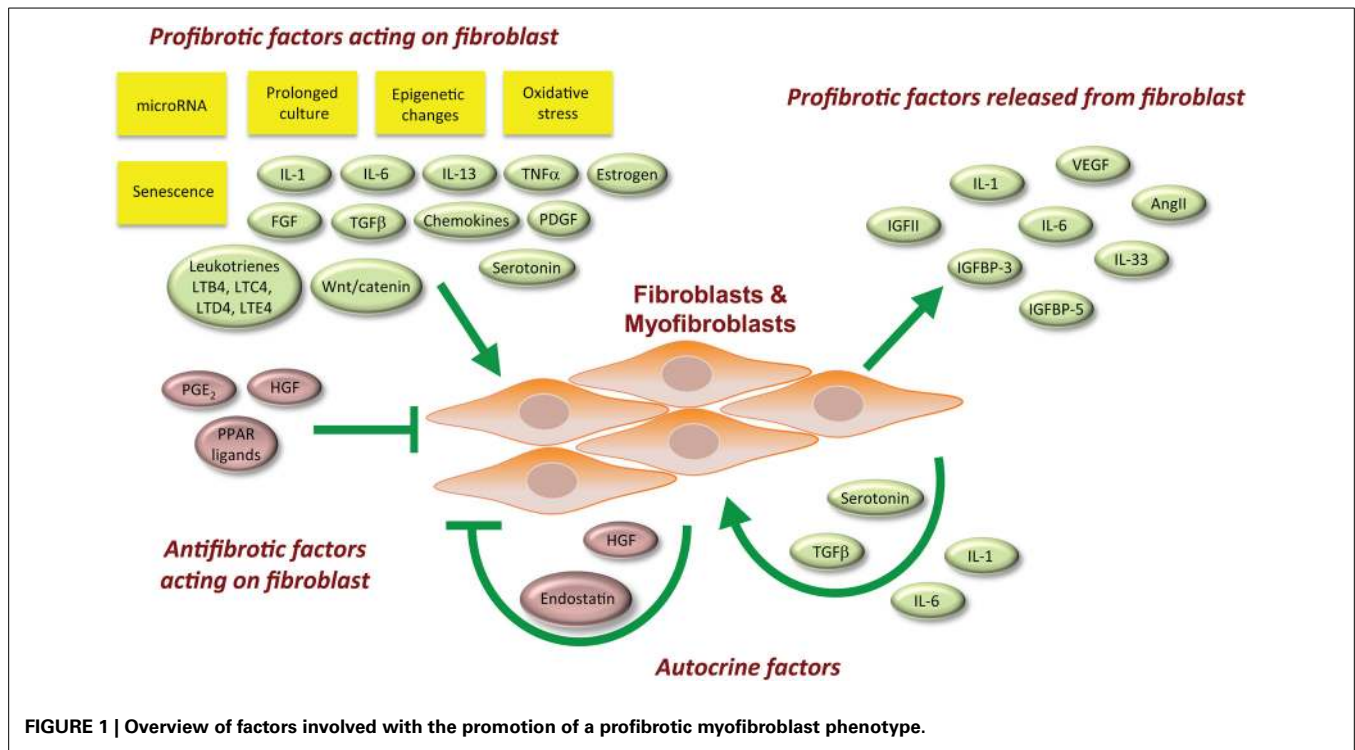 Profibrotic factors acting on fibroblast
microRNA
Prolonged
culture
Epigenetic
changes
Oxidative
stress
Senescence
IL-1
IL-6
IL-13
TNFα
Estrogen
FGF
TGFβ
Chemokines
PDGF
Leukotrienes
LTB4, LTC4,
LTD4, LTE4
Wnt/catenin
Serotonin
Profibrotic factors released from fibroblast
VEGF
IL-1
AngII
IGFII
IL-6
IL-33
IGFBP-3
IGFBP-5
Fibroblasts &
Myofibroblasts
PGE₂
HGF
PPAR
ligands
Antifibrotic factors
acting on fibroblast
HGF
Endostatin
Serotonin
TGFβ
IL-1
IL-6
Autocrine factors
FIGURE 1 | Overview of factors involved with the promotion of a profibrotic myofibroblast phenotype.